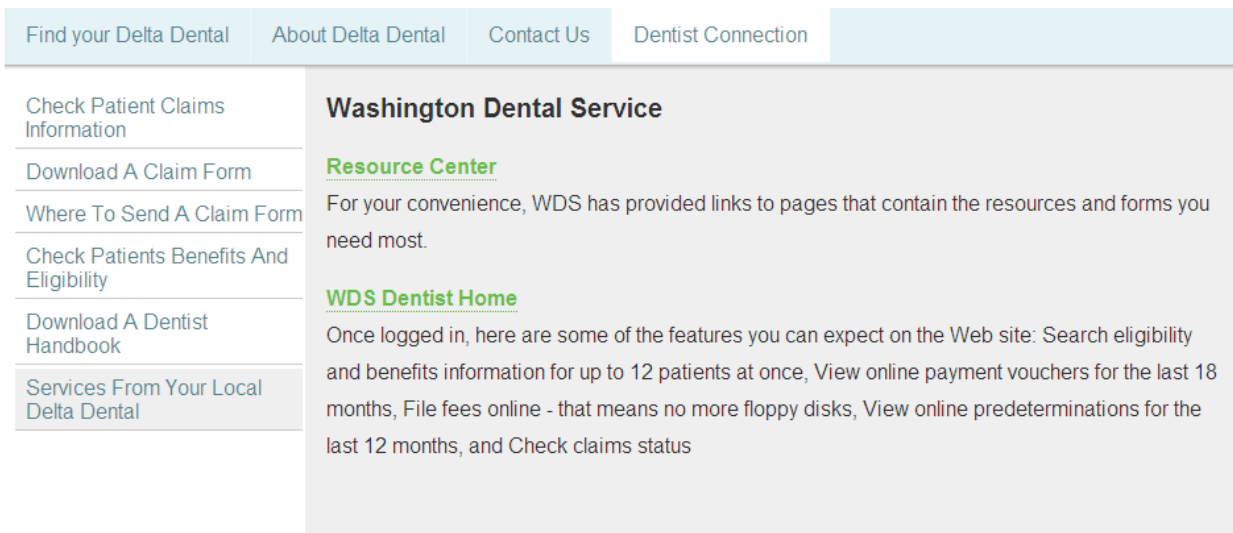 Find your Delta Dental
About Delta Dental
Contact Us
Dentist Connection
Check Patient Claims
Information
Download A Claim Form
Where To Send A Claim Form
Check Patients Benefits And
Eligibility
Download A Dentist
Handbook
Services From Your Local
Delta Dental
Washington Dental Service
Resource Center
For your convenience, WDS has provided links to pages that contain the resources and forms you
need most.
WDS Dentist Home
Once logged in, here are some of the features you can expect on the Web site: Search eligibility
and benefits information for up to 12 patients at once, View online payment vouchers for the last 18
months, File fees online - that means no more floppy disks, View online predeterminations for the
last 12 months, and Check claims status